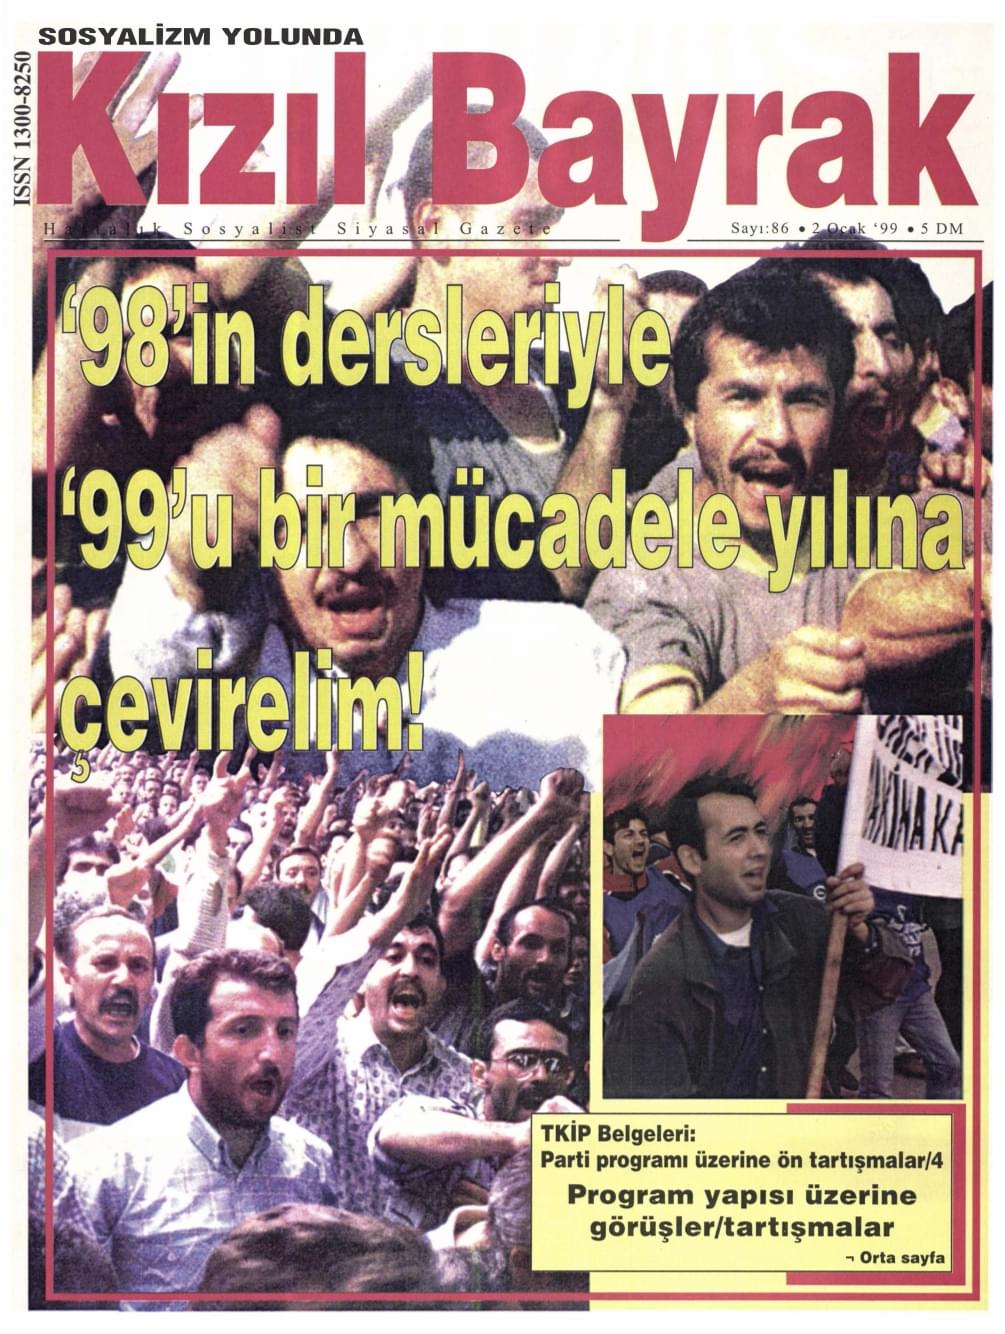 SOSYALİZM YOLUNDA
ISSN 1300-8250
Kızıl Bayrak
Haftalık Sosyalist Siyasal Gazete
Sayı:86 • 2 Ocak ‘99 • 5 DM
‘98’in dersleriyle
‘99’u bir mücadele yılına
çevirelim!
TKİP Belgeleri:
Parti programı üzerine ön tartışmalar/4
Program yapısı üzerine
görüşler/tartışmalar
¬ Orta sayfa